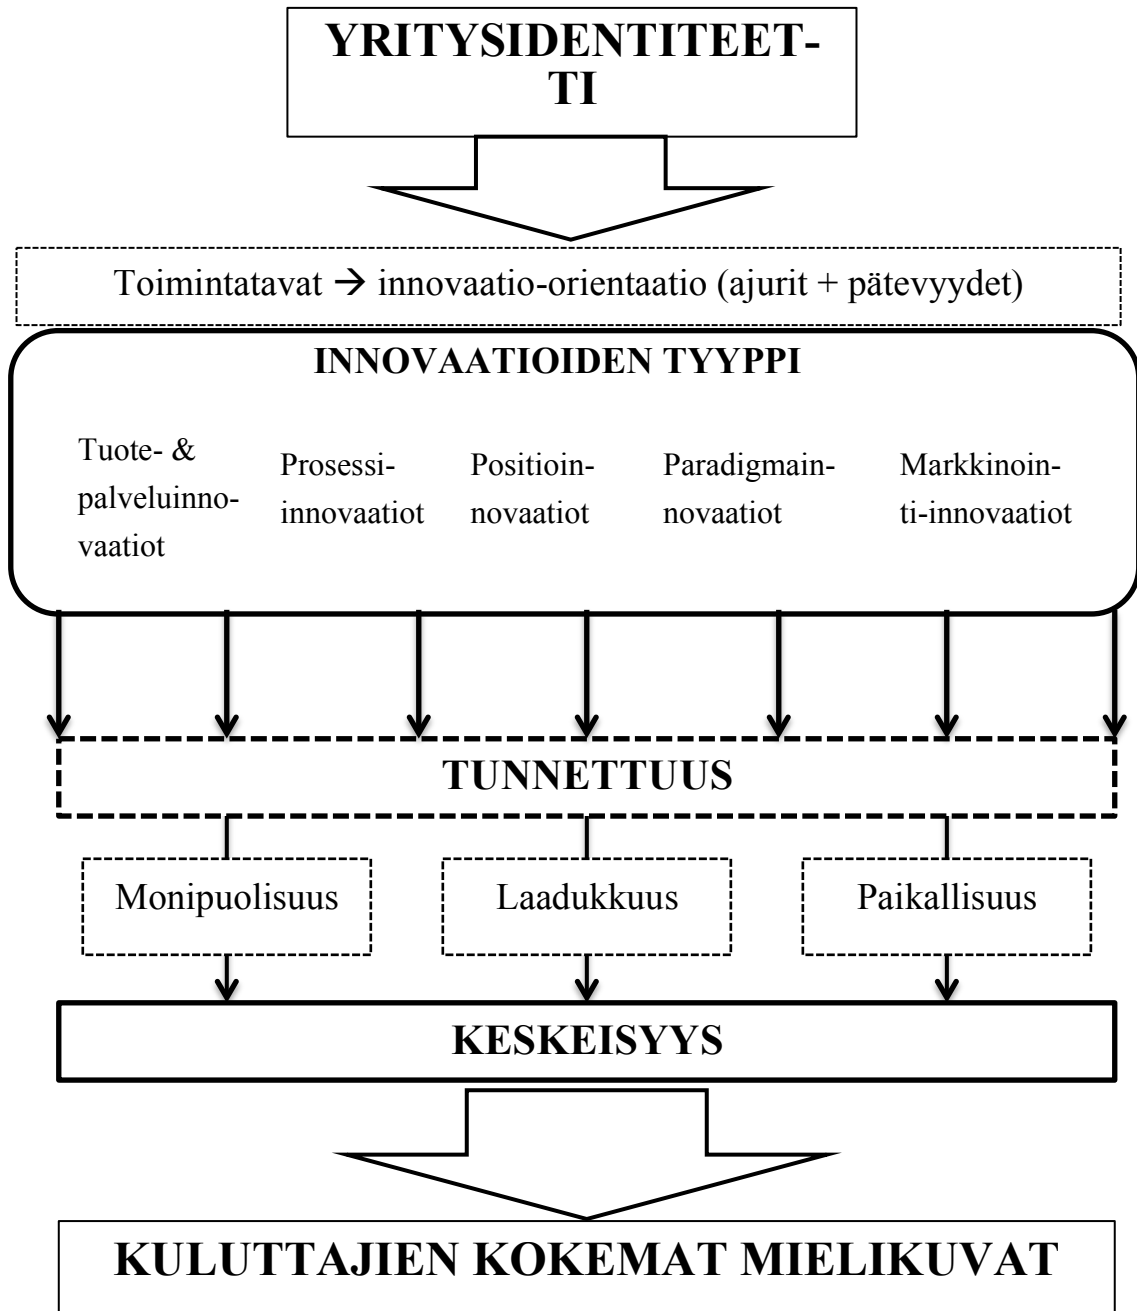 YRITYSIDENTITEET-
TI
Toimintatavat → innovaatio-orientaatio (ajurit + pätevyydet)
INNOVAATIOIDEN TYYPPI
Tuote- &
palveluinno-
vaatiot
Prosessi-
innovaatiot
Positioin-
novaatiot
Paradigmain-
novaatiot
Markkinoin-
ti-innovaatiot
TUNNETTUUS
Monipuolisuus
Laadukkuus
Paikallisuus
KESKEISYYS
KULUTTAJIEN KOKEMAT MIELIKUVAT